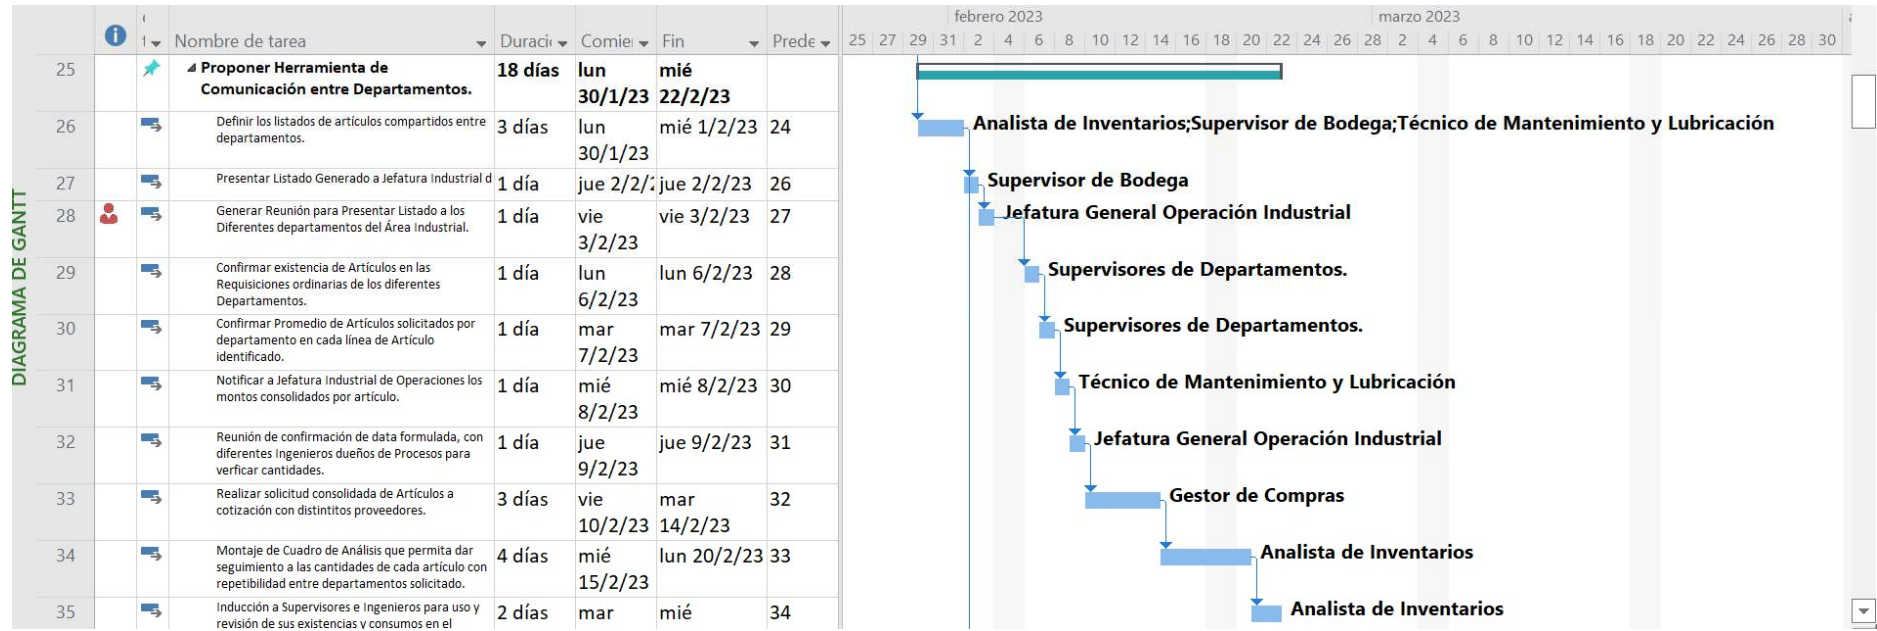 febrero 2023 marzo 2023
Nombre de tarea Duració Comier Fin Prede 25 27 29 31 2 4 6 8 10 12 14 16 18 20 22 24 26 28 2 4 6 8 10 12 14 16 18 20 22 24 26 28 30
DIAGRAMA DE GANTT
25 Proponer Herramienta de 18 días lun mié
Comunicación entre Departamentos. 30/1/23 22/2/23
26 Definir los listados de artículos compartidos entre 3 días lun mié 1/2/23 24 Analista de Inventarios;Supervisor de Bodega;Técnico de Mantenimiento y Lubricación
departamentos. 30/1/23
27 Presentar Listado Generado a Jefatura Industrial d 1 día jue 2/2/2 jue 2/2/23 26 Supervisor de Bodega
28 Generar Reunión para Presentar Listado a los 1 día vie vie 3/2/23 27 Jefatura General Operación Industrial
Diferentes departamentos del Área Industrial. 3/2/23
29 Confirmar existencia de Artículos en las 1 día lun lun 6/2/23 28 Supervisores de Departamentos.
Requisiciones ordinarias de los diferentes 6/2/23
Departamentos.
30 Confirmar Promedio de Artículos solicitados por 1 día mar mar 7/2/23 29 Supervisores de Departamentos.
departamento en cada línea de Artículo 7/2/23
identificado.
31 Notificar a Jefatura Industrial de Operaciones los 1 día mié mié 8/2/23 30 Técnico de Mantenimiento y Lubricación
montos consolidados por artículo. 8/2/23
32 Reunión de confirmación de data formulada, con 1 día jue jue 9/2/23 31 Jefatura General Operación Industrial
diferentes Ingenieros dueños de Procesos para 9/2/23
verficar cantidades.
33 Realizar solicitud consolidada de Artículos a 3 días vie mar 32 Gestor de Compras
cotización con distintitos proveedores. 10/2/23 14/2/23
34 Montaje de Cuadro de Análisis que permita dar 4 días mié lun 20/2/23 33 Analista de Inventarios
seguimiento a las cantidades de cada artículo con 15/2/23
repetibilidad entre departamentos solicitado.
35 Inducción a Supervisores e Ingenieros para uso y 2 días mar mié 34 Analista de Inventarios
revisión de sus existencias y consumos en el